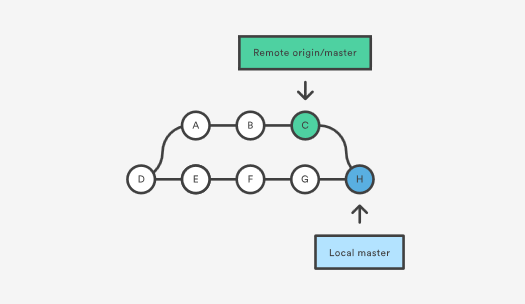 Remote origin/master
A B C
D E F G H
Local master